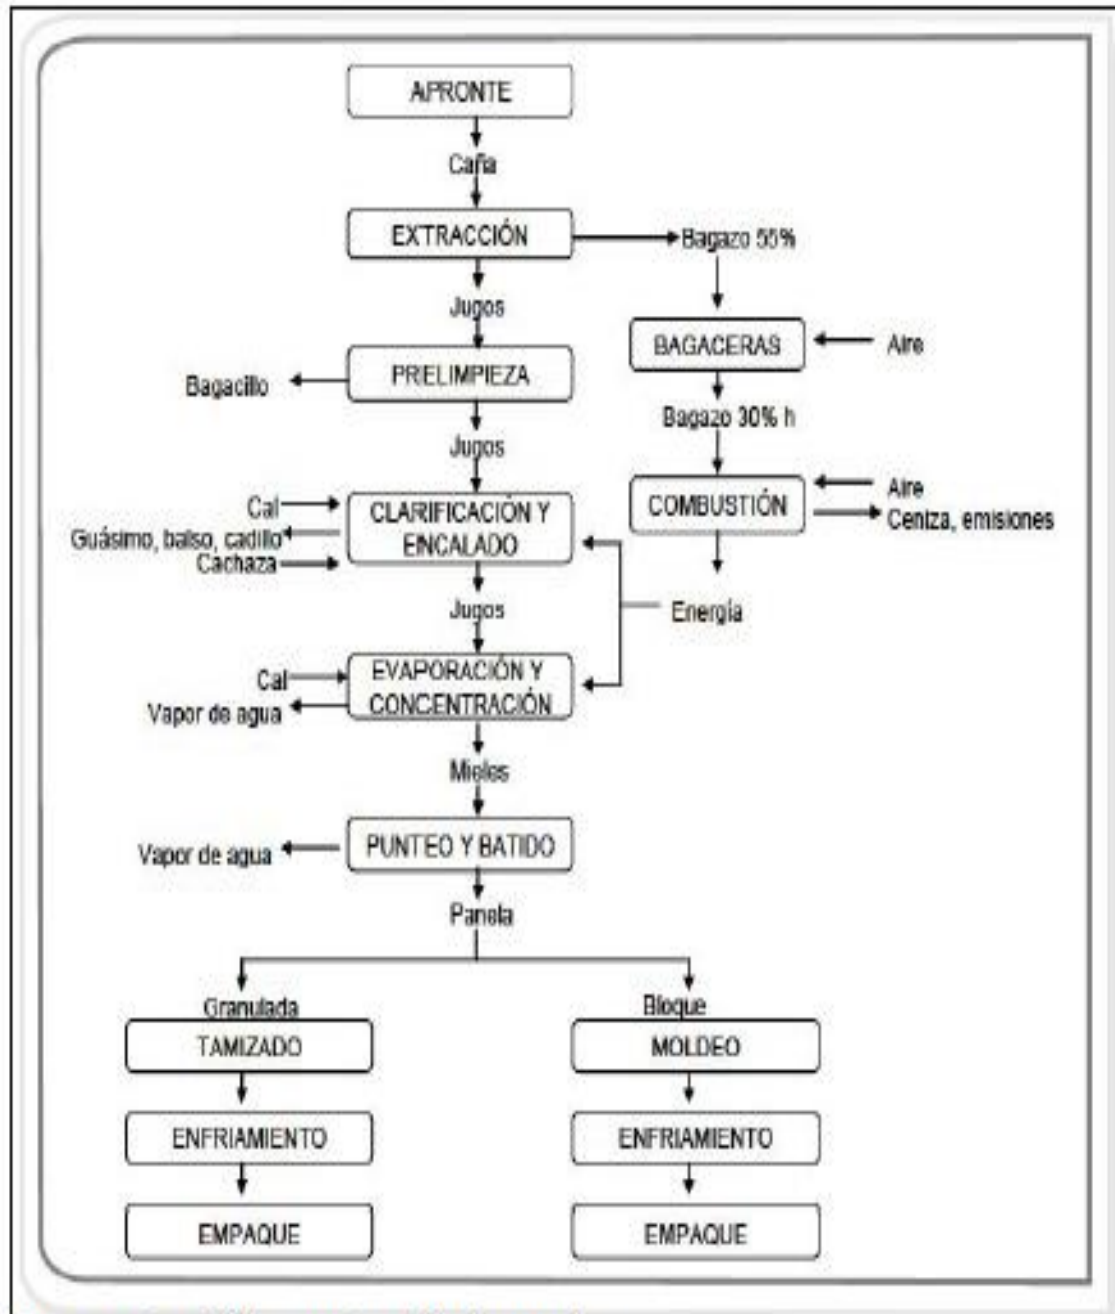 APRONTE
Caña
EXTRACCIÓN
Bagazo 55%
Jugos
BAGACERAS
Aire
PRELIMPIEZA
Bagacillo
Bagazo 30% h
Jugos
Cal
CLARIFICACIÓN Y
ENCALADO
Guásimo, balso, cadillo
Cachaza
COMBUSTIÓN
Aire
Ceniza, emisiones
Jugos
Energía
Cal
EVAPORACIÓN Y
CONCENTRACIÓN
Vapor de agua
Mieles
PUNTEO Y BATIDO
Vapor de agua
Panela
Granulada
TAMIZADO
ENFRIAMIENTO
EMPAQUE
Bloque
MOLDEO
ENFRIAMIENTO
EMPAQUE